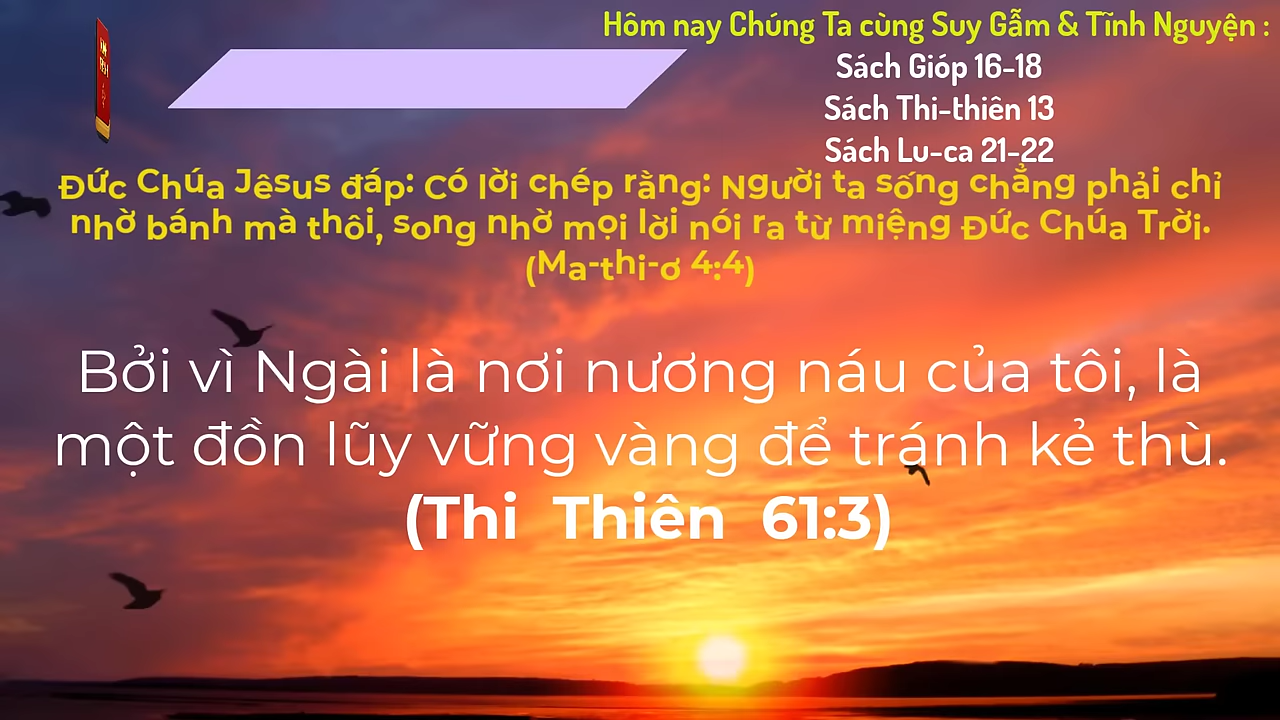 Hôm nay Chúng Ta cùng Suy Gẫm & Tĩnh Nguyện :
Sách Gióp 16-18
Sách Thi-thiên 13
Sách Lu-ca 21-22
Đức Chúa Jêsus đáp: Có lời chép rằng: Người ta sống chẳng phải chỉ
nhờ bánh mà thôi, song nhờ mọi lời nói ra từ miệng Đức Chúa Trời.
(Ma-thi-ơ 4:4)
Bởi vì Ngài là nơi nương náu của tôi, là
một đồn lũy vững vàng để tránh kẻ thù.
(Thi Thiên 61:3)